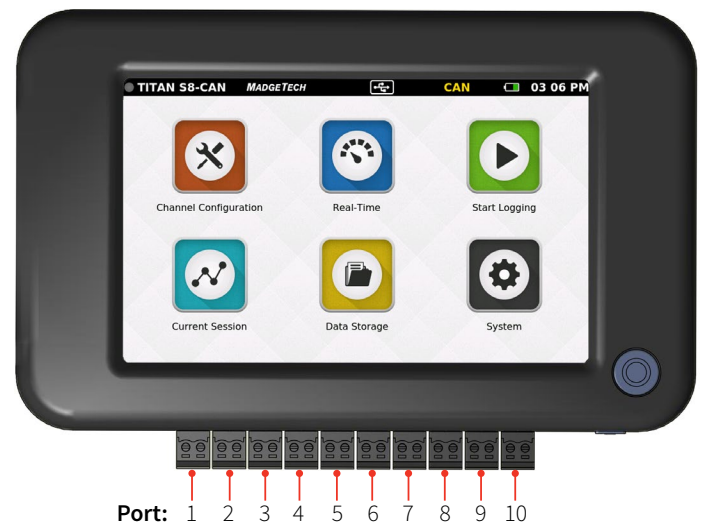 TITAN S8-CAN MADGETECH CAN 03 06 PM
Channel Configuration Real-Time Start Logging
Current Session Data Storage System
Port: 1 2 3 4 5 6 7 8 9 10